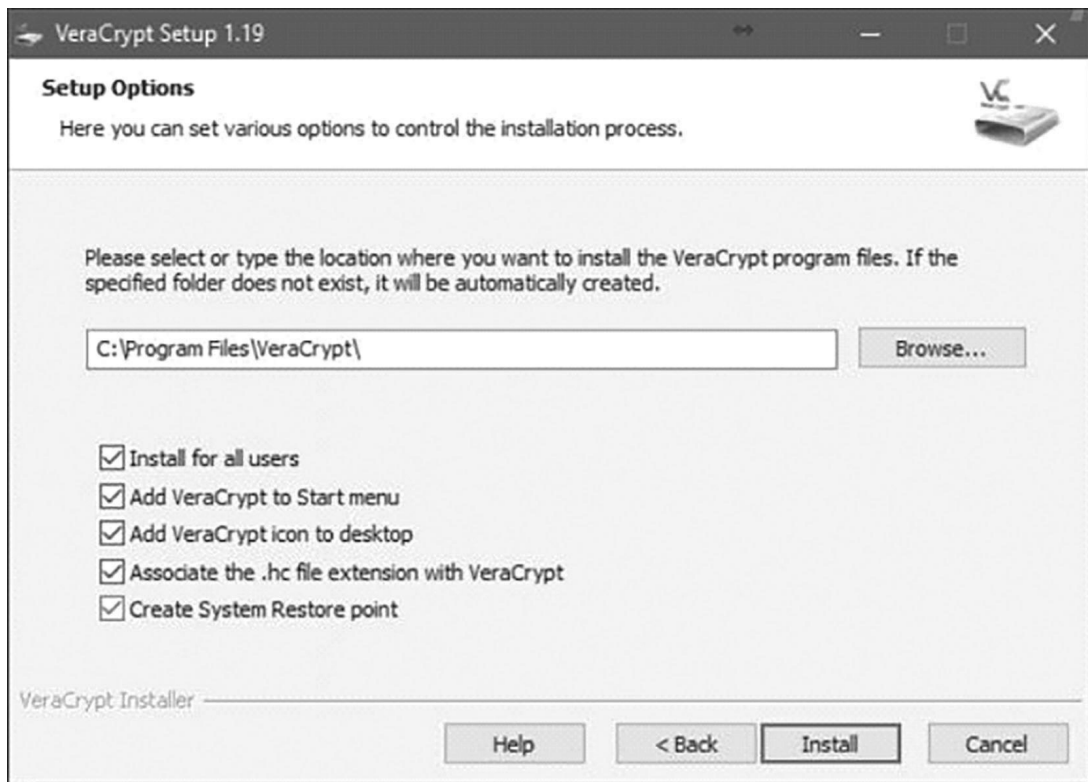 VeraCrypt Setup 1.19
Setup Options
Here you can set various options to control the installation process.
VC
Please select or type the location where you want to install the VeraCrypt program files. If the
specified folder does not exist, it will be automatically created.
C:\Program Files\VeraCrypt\
Browse...
Install for all users
Add VeraCrypt to Start menu
Add VeraCrypt icon to desktop
Associate the .hc file extension with VeraCrypt
Create System Restore point
VeraCrypt Installer
Help
< Back
Install
Cancel